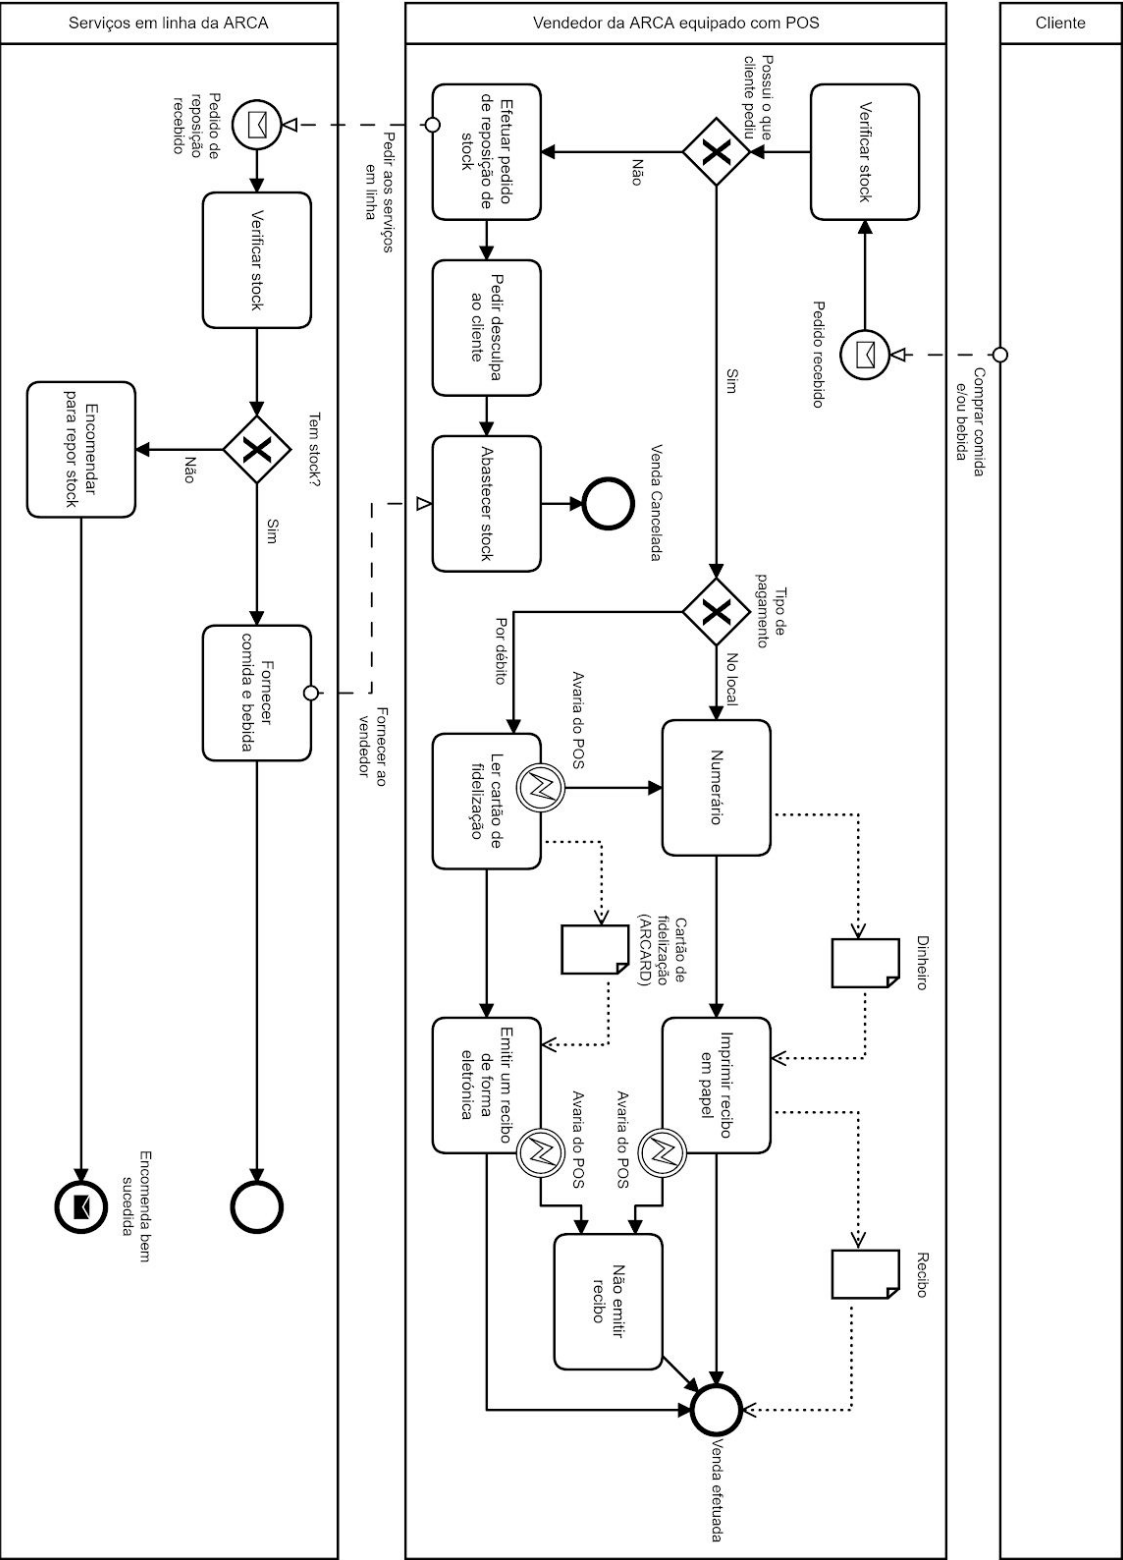 Serviços em linha da ARCA
Vendedor da ARCA equipado com POS
Cliente
Comprar comida
e/ou bebida
Pedido recebido
Verificar stock
Possui o que
cliente pediu
Não
Sim
Efetuar pedido
de reposição de
stock
Pedir desculpa
ao cliente
Abastecer stock
Venda Cancelada
Pedir aos serviços
em linha
Pedido de
reposição
recebido
Verificar stock
Tem stock?
Não
Sim
Encomendar
para repor stock
Fornecer
comida e bebida
Fornecer ao
vendedor
Encomenda bem
sucedida
Tipo de
pagamento
No local
Por débito
Numerário
Avaria do POS
Ler cartão de
fidelização
Cartão de
fidelização
(ARCARD)
Dinheiro
Imprimir recibo
em papel
Emitir um recibo
de forma
eletrónica
Avaria do POS
Avaria do POS
Não emitir
recibo
Recibo
Venda efetuada